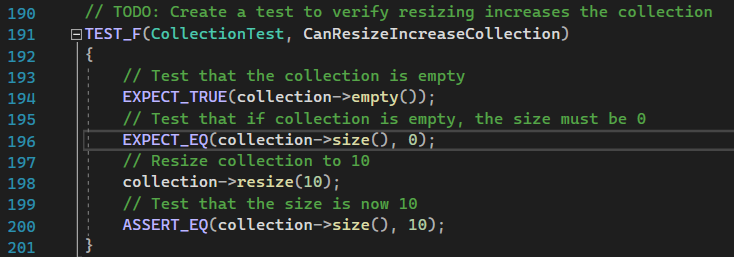 190 // TODO: Create a test to verify resizing increases the collection
191 TEST_F(CollectionTest, CanResizeIncreaseCollection)
192 {
193 // Test that the collection is empty
194 EXPECT_TRUE(collection->empty());
195 // Test that if collection is empty, the size must be 0
196 EXPECT_EQ(collection->size(), 0);
197 // Resize collection to 10
198 collection->resize(10);
199 // Test that the size is now 10
200 ASSERT_EQ(collection->size(), 10);
201 }